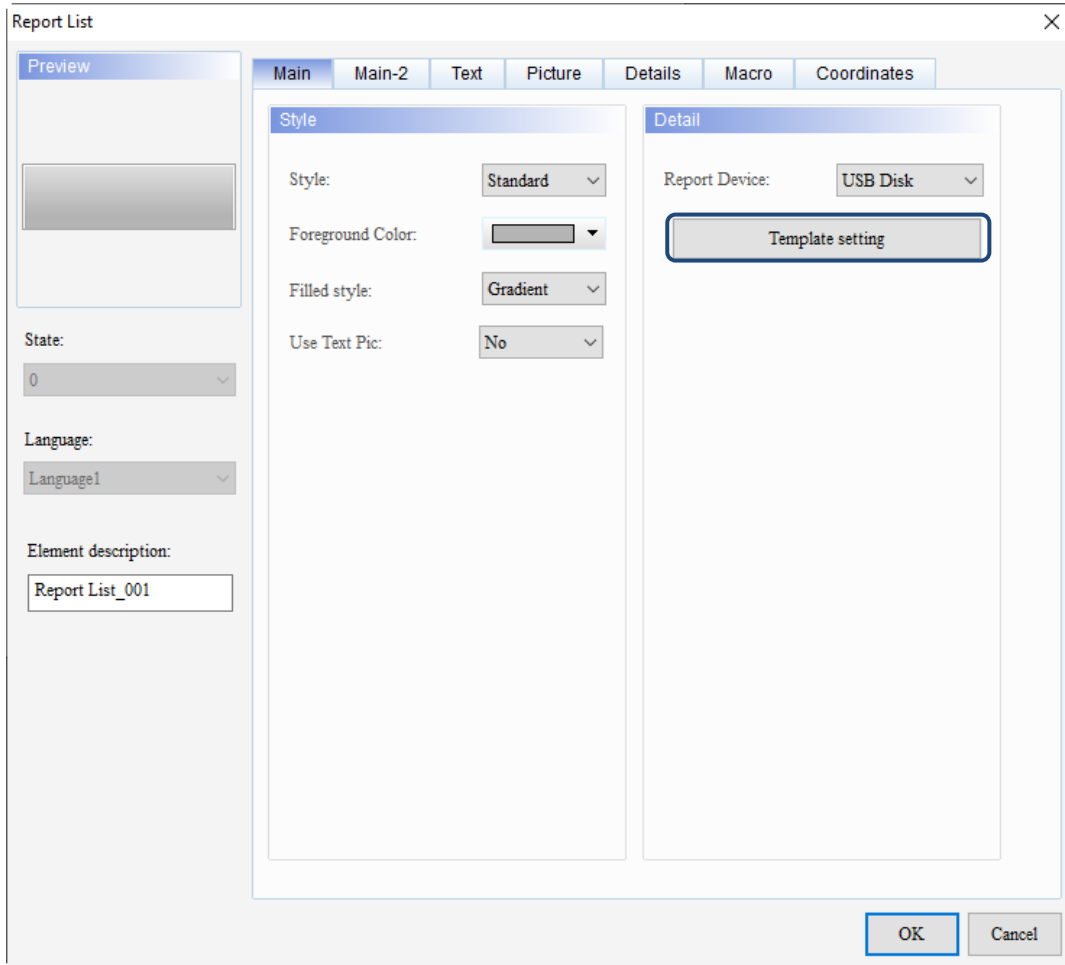 Report List
Preview
Main Main-2 Text Picture Details Macro Coordinates
Style
Style: Standard
Foreground Color:
Filled style: Gradient
Use Text Pic: No
Detail
Report Device: USB Disk
Template setting
State:
0
Language:
Language1
Element description:
Report List_001
OK Cancel